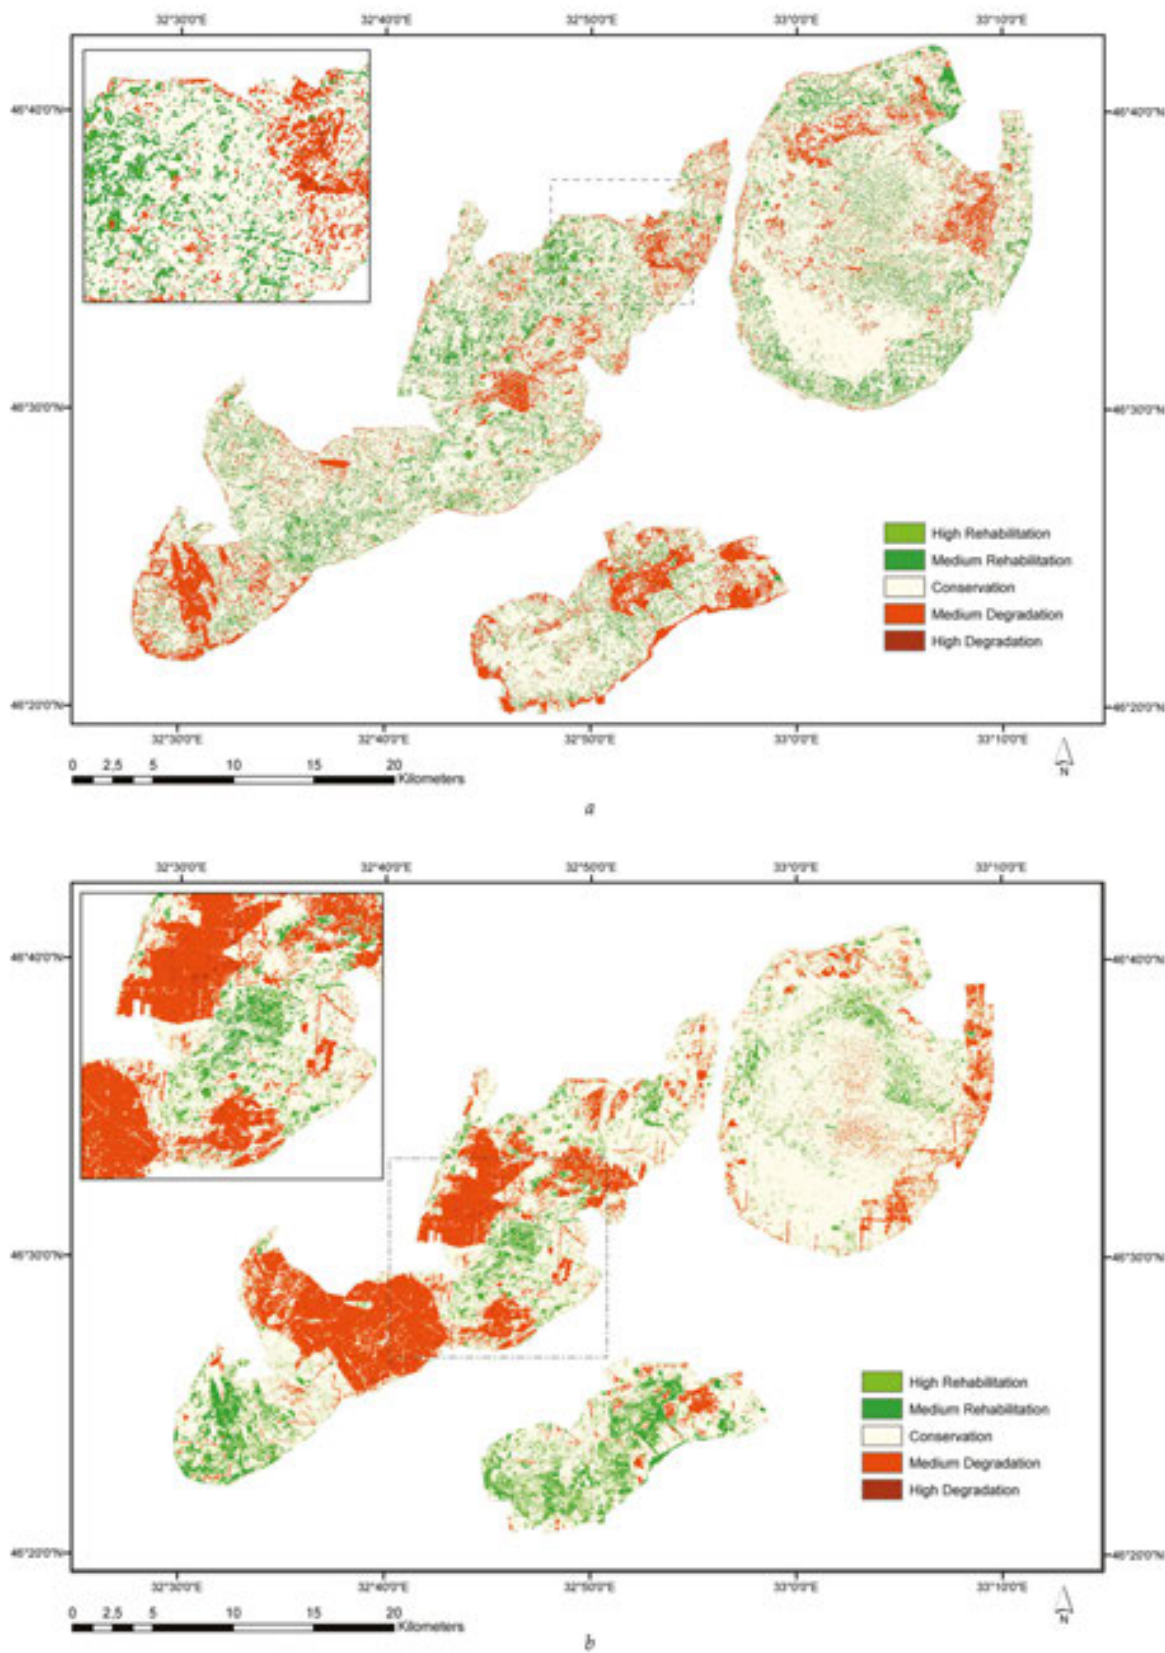 32°30'0"E 32°40'0"E 32°50'0"E 33°0'0"E 33°10'0"E
46°40'0"N 46°40'0"N
46°30'0"N 46°30'0"N
High Rehabilitation
Medium Rehabilitation
Conservation
Medium Degradation
High Degradation
46°20'0"N 46°20'0"N
32°30'0"E 32°40'0"E 32°50'0"E 33°0'0"E 33°10'0"E
0 2,5 5 10 15 20
Kilometers
N
a
32°30'0"E 32°40'0"E 32°50'0"E 33°0'0"E 33°10'0"E
46°40'0"N 46°40'0"N
46°30'0"N 46°30'0"N
High Rehabilitation
Medium Rehabilitation
Conservation
Medium Degradation
High Degradation
46°20'0"N 46°20'0"N
32°30'0"E 32°40'0"E 32°50'0"E 33°0'0"E 33°10'0"E
0 2,5 5 10 15 20
Kilometers
N
b